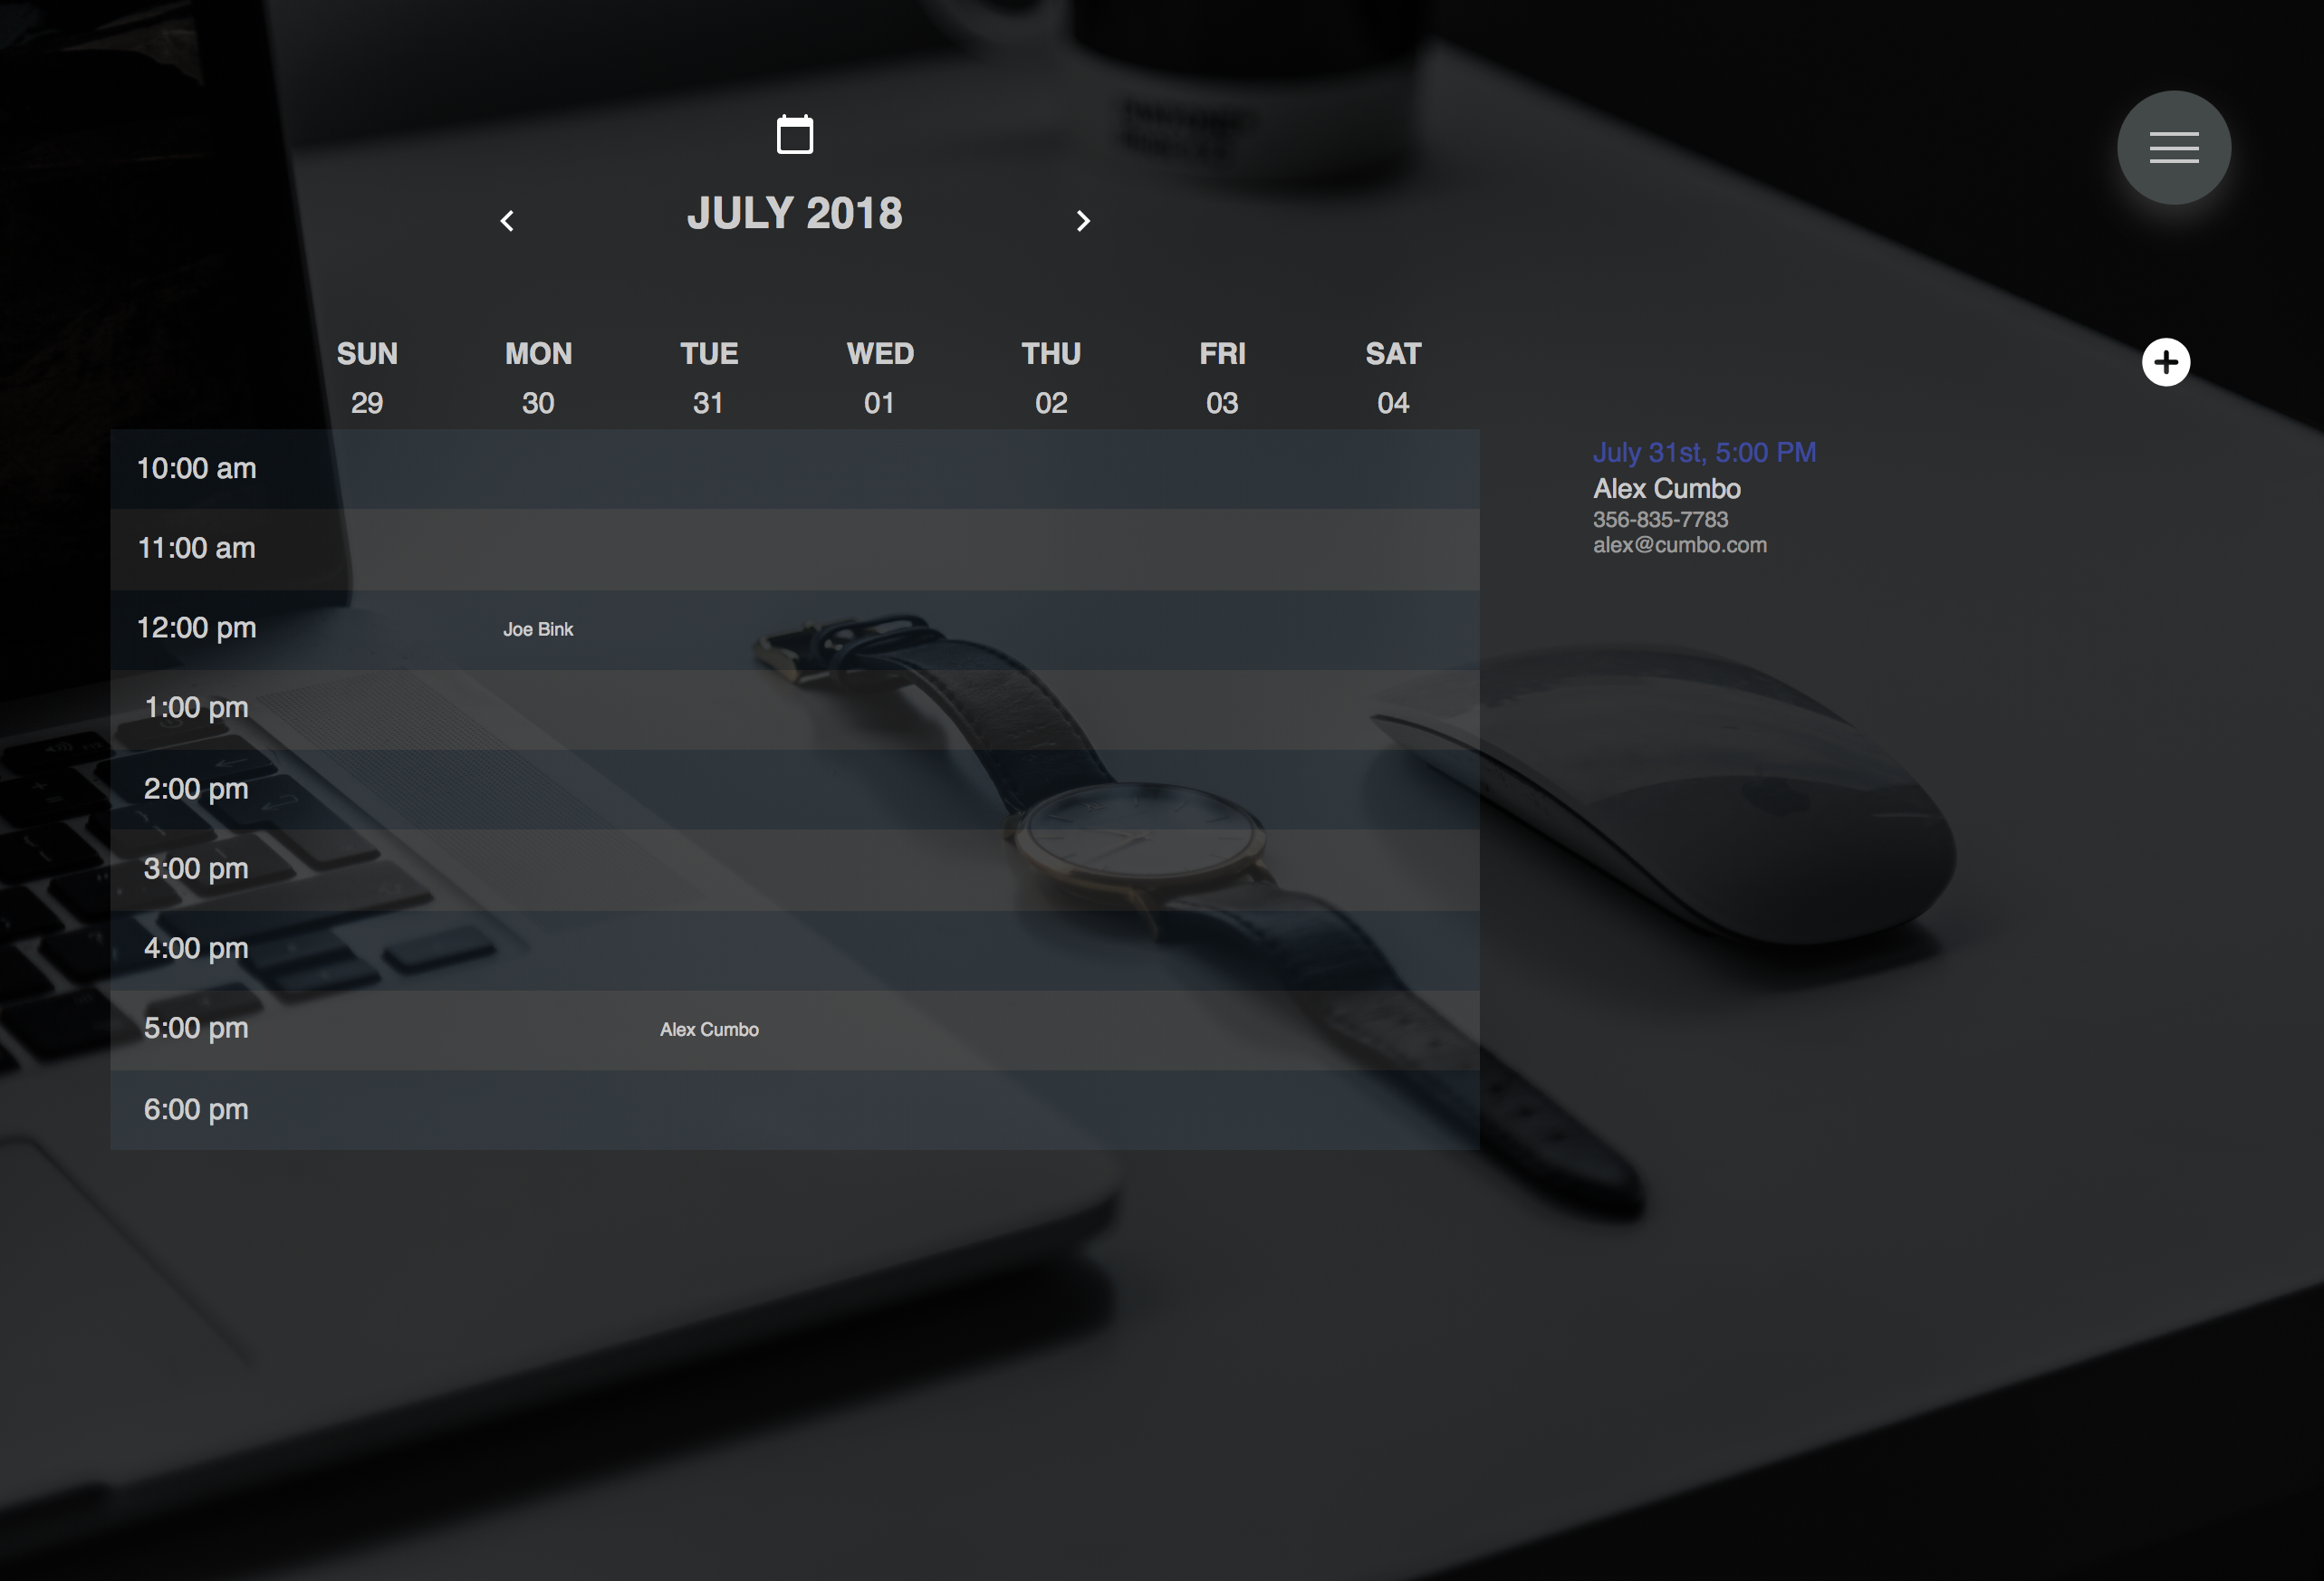 JULY 2018
SUN MON TUE WED THU FRI SAT
29 30 31 01 02 03 04
10:00 am
11:00 am
12:00 pm Joe Bink
1:00 pm
2:00 pm
3:00 pm
4:00 pm
5:00 pm Alex Cumbo
6:00 pm
July 31st, 5:00 PM
Alex Cumbo
356-835-7783
alex@cumbo.com